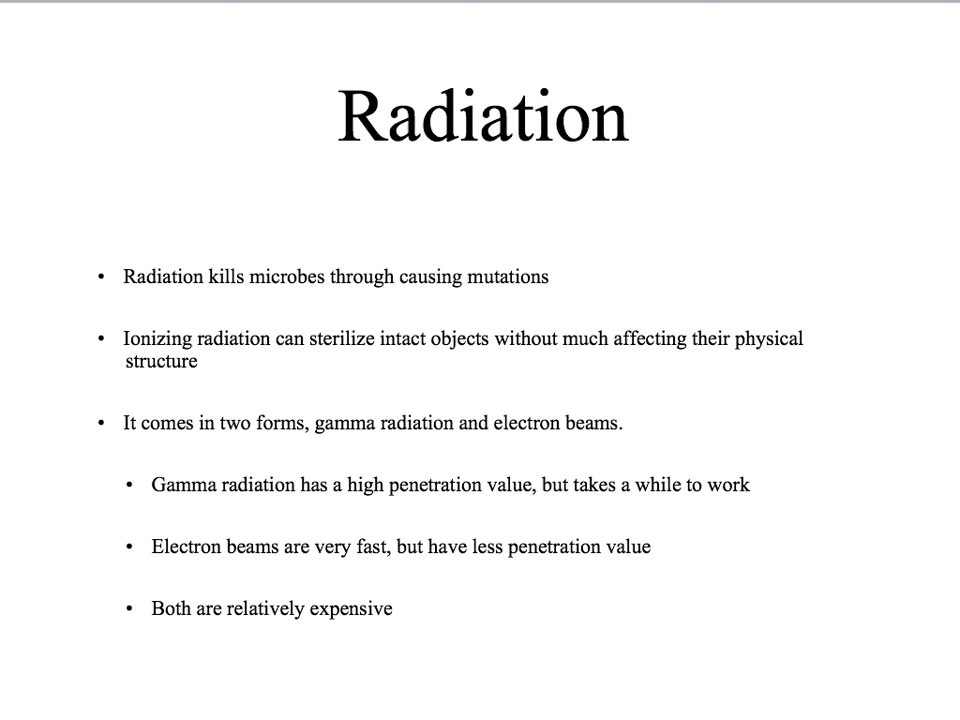 Radiation
• Radiation kills microbes through causing mutations
• Ionizing radiation can sterilize intact objects without much affecting their physical
structure
• It comes in two forms, gamma radiation and electron beams.
• Gamma radiation has a high penetration value, but takes a while to work
• Electron beams are very fast, but have less penetration value
• Both are relatively expensive